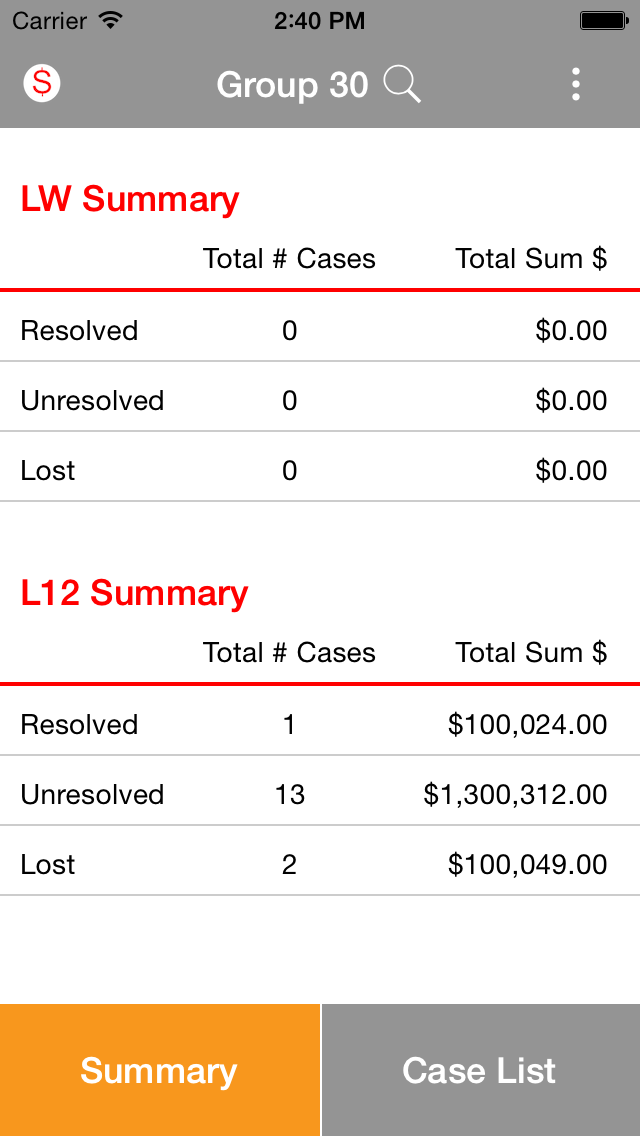 Carrier 2:40 PM
$ Group 30
LW Summary
Total # Cases Total Sum $
Resolved 0 $0.00
Unresolved 0 $0.00
Lost 0 $0.00
L12 Summary
Total # Cases Total Sum $
Resolved 1 $100,024.00
Unresolved 13 $1,300,312.00
Lost 2 $100,049.00
Summary Case List